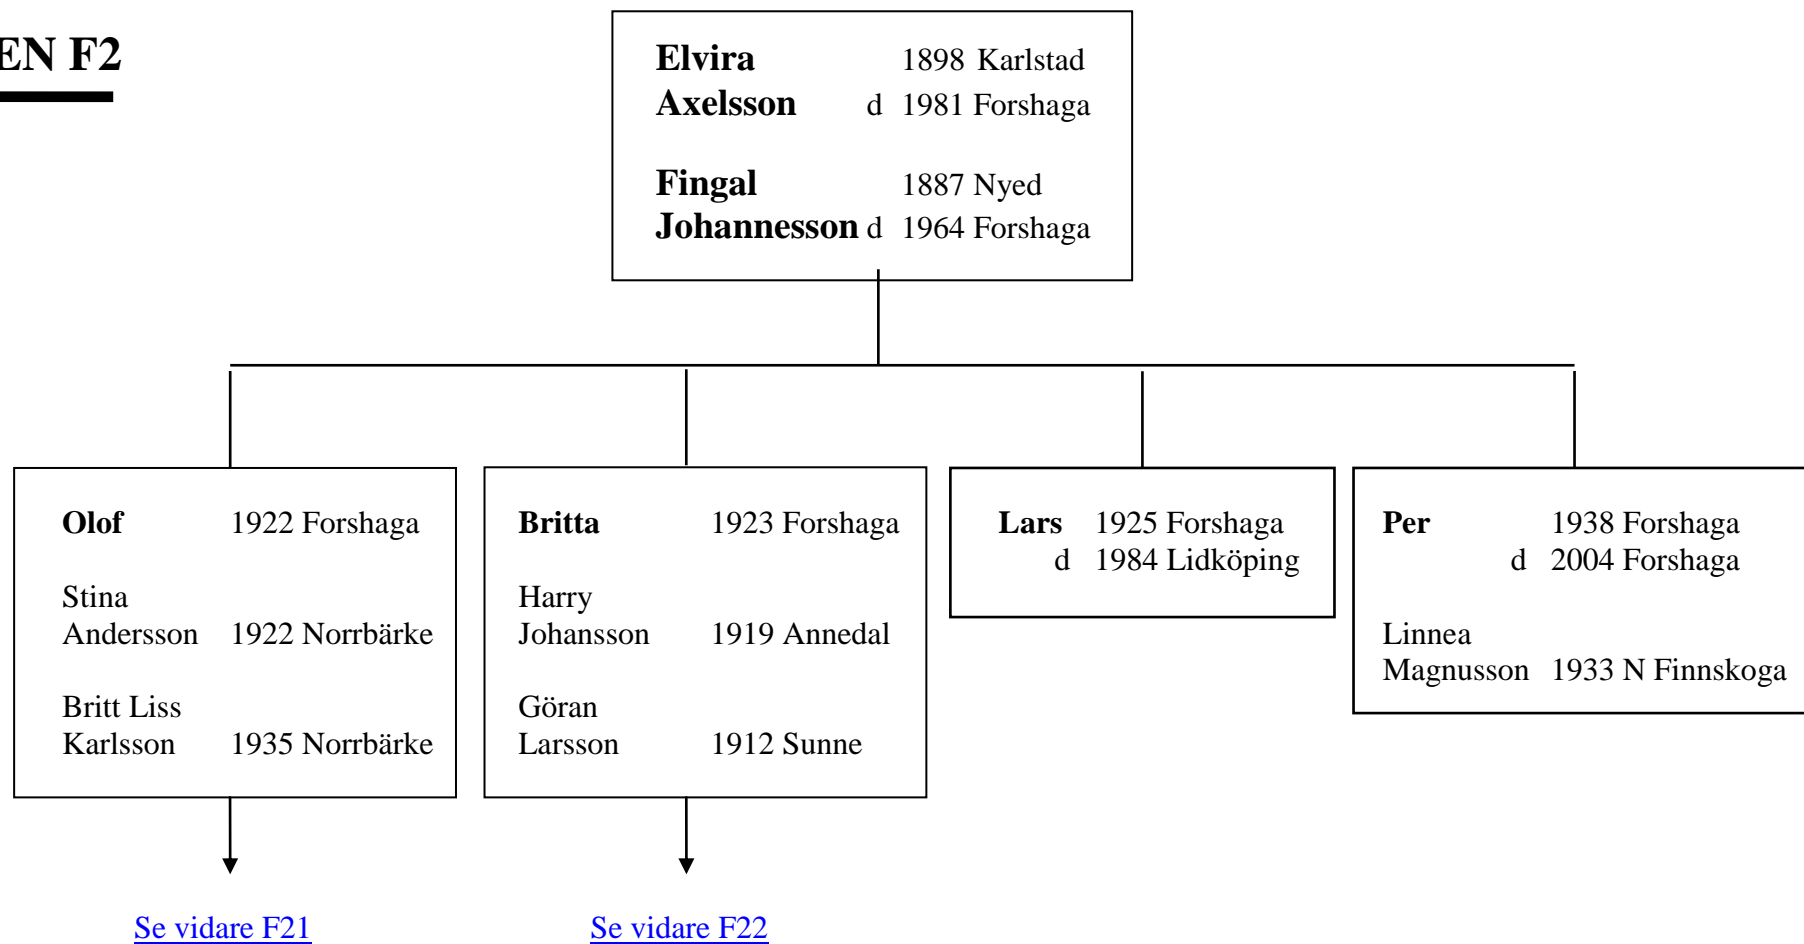 EN F2
Elvira 1898 Karlstad
Axelsson d 1981 Forshaga
Fingal 1887 Nyed
Johannesson d 1964 Forshaga
Olof 1922 Forshaga
Stina
Andersson 1922 Norrbärke
Britt Liss
Karlsson 1935 Norrbärke
Britta 1923 Forshaga
Harry
Johansson 1919 Annedal
Göran
Larsson 1912 Sunne
Lars 1925 Forshaga
d 1984 Lidköping
Per 1938 Forshaga
d 2004 Forshaga
Linnea
Magnusson 1933 N Finnskoga
Se vidare F21
Se vidare F22